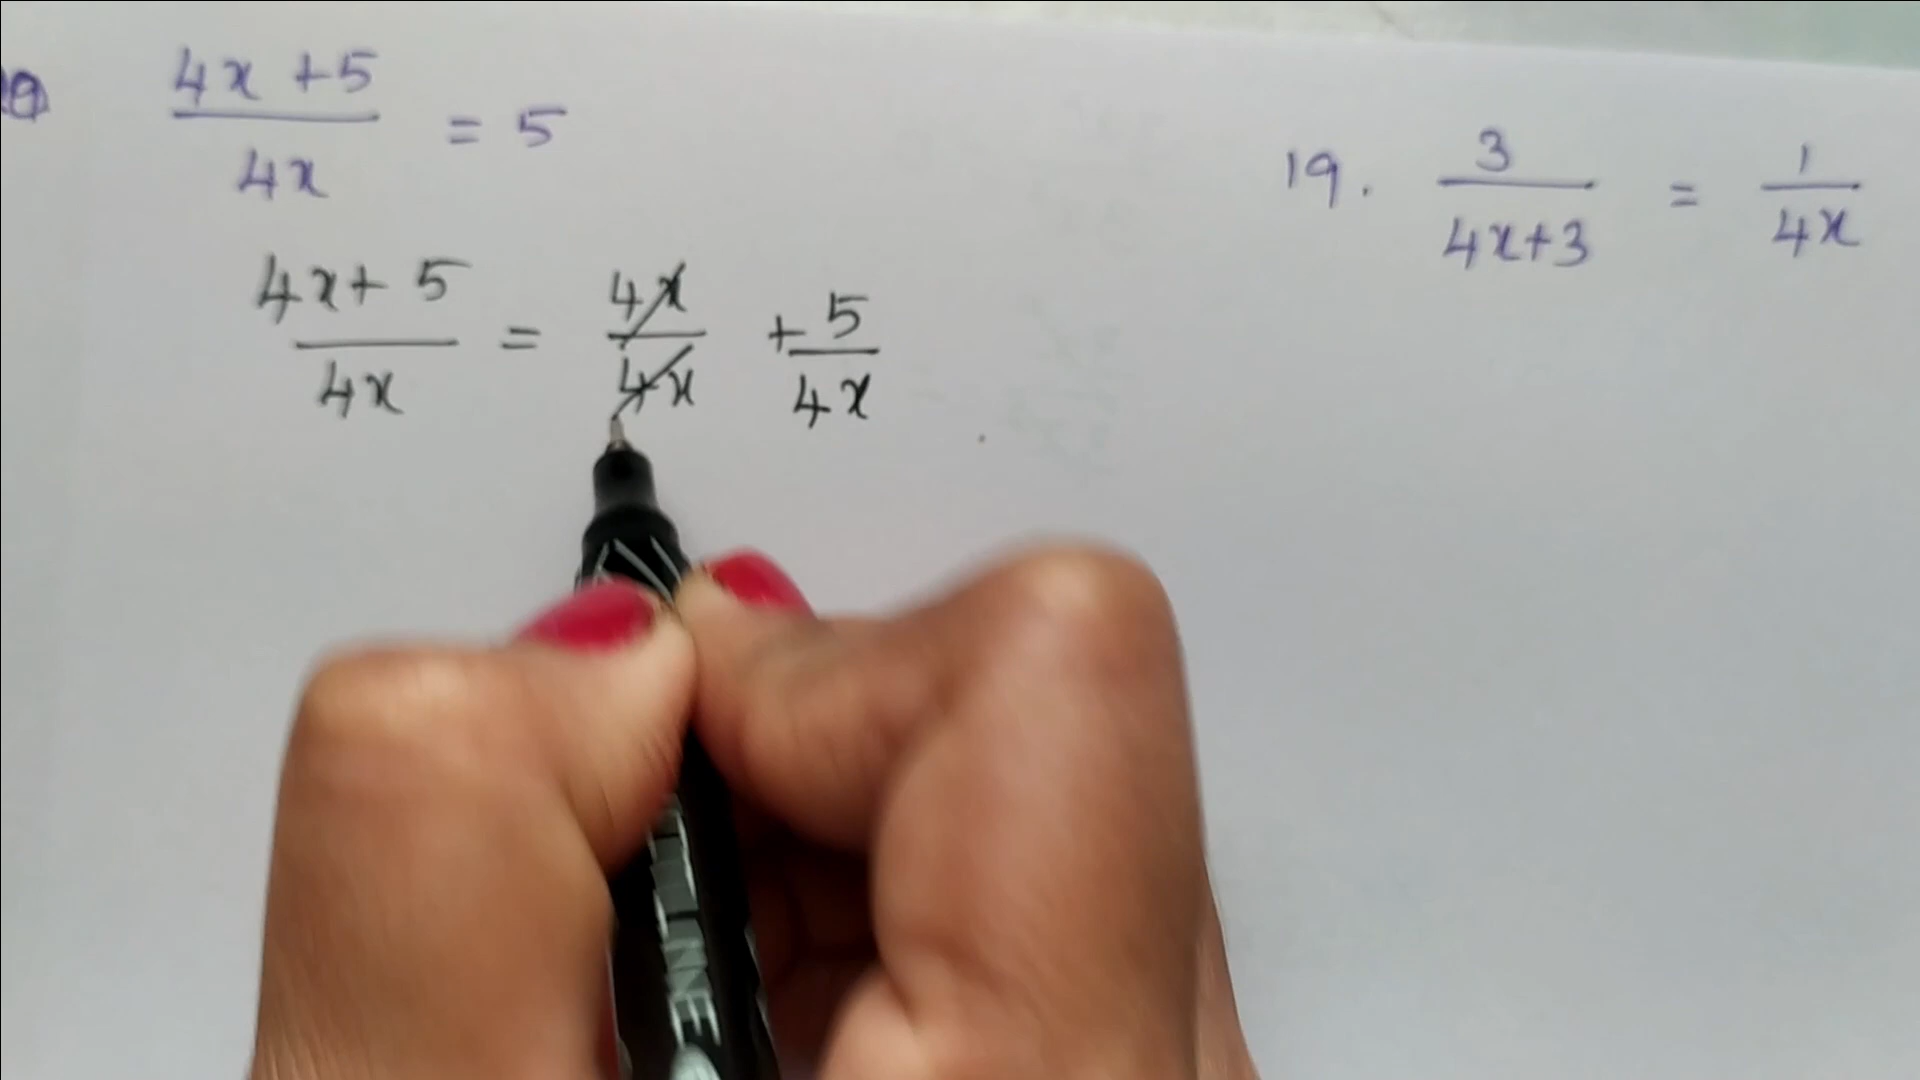 (4x + 5)/4x = 5
(4x + 5)/4x = 4x/4x + 5/4x
19. 3/(4x+3) = 1/4x